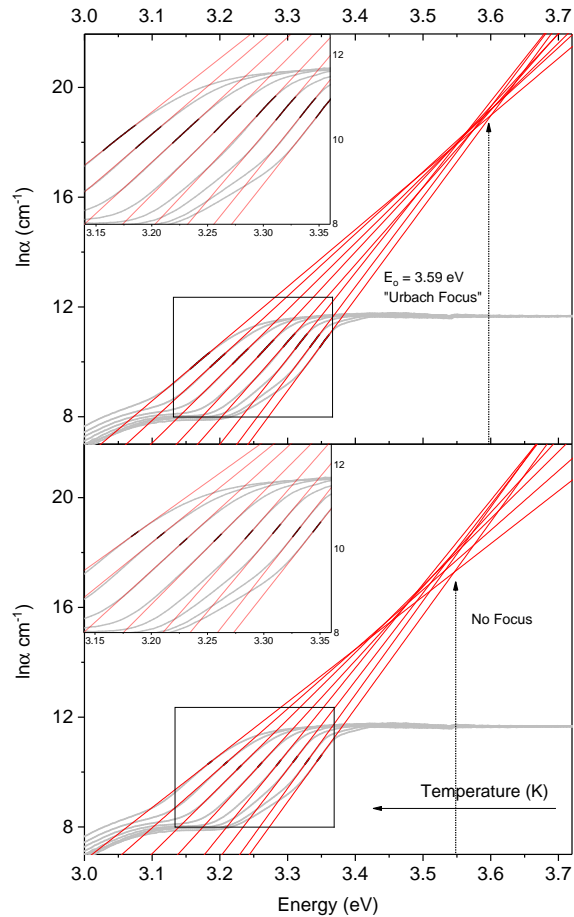 3.0 3.1 3.2 3.3 3.4 3.5 3.6 3.7
20
16
12
8
lnα (cm-1)
12
10
8
3.15 3.20 3.25 3.30 3.35
Eo = 3.59 eV
"Urbach Focus"
20
16
12
8
lnα cm-1)
12
10
8
3.15 3.20 3.25 3.30 3.35
No Focus
Temperature (K)
3.0 3.1 3.2 3.3 3.4 3.5 3.6 3.7
Energy (eV)